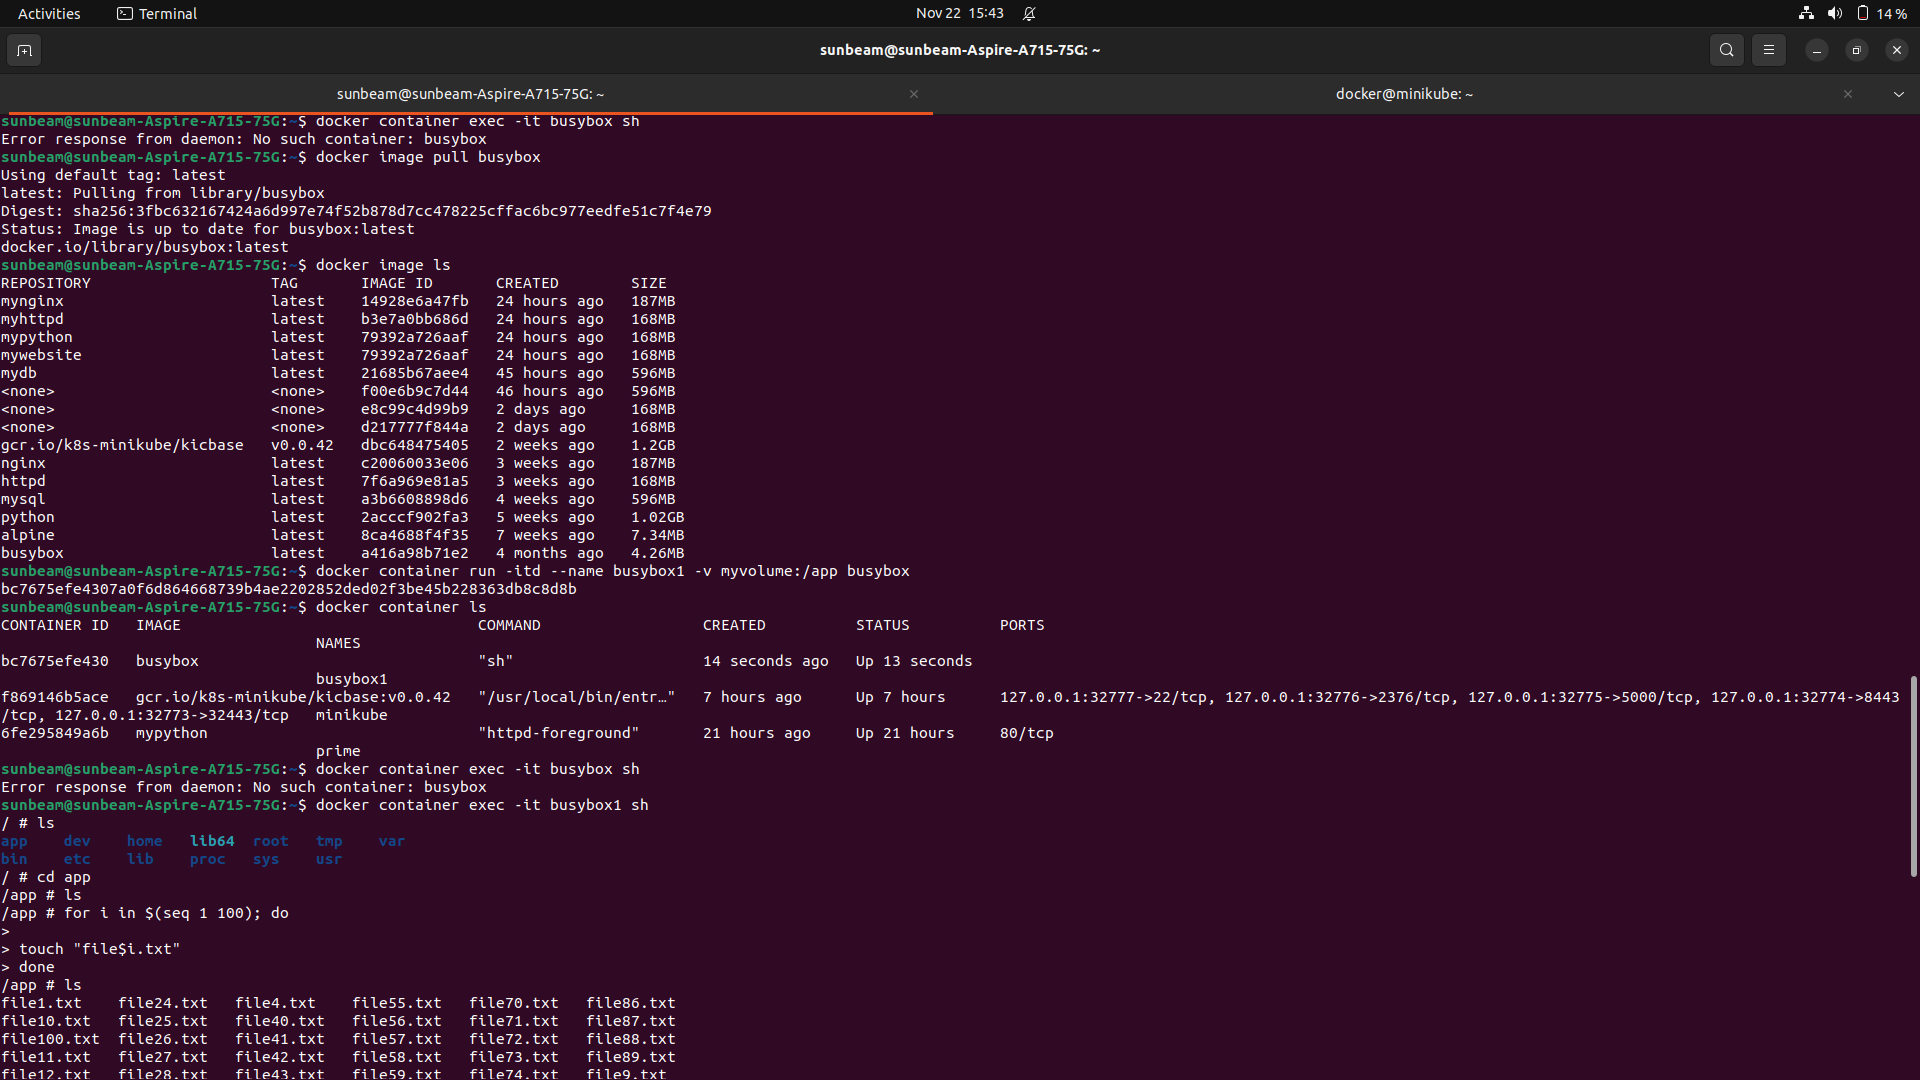 Activities Terminal Nov 22 15:43 14 %
sunbeam@sunbeam-Aspire-A715-75G: ~
sunbeam@sunbeam-Aspire-A715-75G: ~ docker@minikube: ~
sunbeam@sunbeam-Aspire-A715-75G:~$ docker container exec -it busybox sh
Error response from daemon: No such container: busybox
sunbeam@sunbeam-Aspire-A715-75G:~$ docker image pull busybox
Using default tag: latest
latest: Pulling from library/busybox
Digest: sha256:3fbc632167424a6d997e74f52b878d7cc478225cffac6bc977eedfe51c7f4e79
Status: Image is up to date for busybox:latest
docker.io/library/busybox:latest
sunbeam@sunbeam-Aspire-A715-75G:~$ docker image ls
REPOSITORY TAG IMAGE ID CREATED SIZE
mynginx latest 14928e6a47fb 24 hours ago 187MB
myhttpd latest b3e7a0bb686d 24 hours ago 168MB
mypython latest 79392a726aaf 24 hours ago 168MB
mywebsite latest 79392a726aaf 24 hours ago 168MB
mydb latest 21685b67aee4 45 hours ago 596MB
<none> <none> f00e6b9c7d44 46 hours ago 596MB
<none> <none> e8c99c4d99b9 2 days ago 168MB
<none> <none> d217777f844a 2 days ago 168MB
gcr.io/k8s-minikube/kicbase v0.0.42 dbc648475405 2 weeks ago 1.2GB
nginx latest c20060033e06 3 weeks ago 187MB
httpd latest 7f6a969e81a5 3 weeks ago 168MB
mysql latest a3b6608898d6 4 weeks ago 596MB
python latest 2acccf902fa3 5 weeks ago 1.02GB
alpine latest 8ca4688f4f35 7 weeks ago 7.34MB
busybox latest a416a98b71e2 4 months ago 4.26MB
sunbeam@sunbeam-Aspire-A715-75G:~$ docker container run -itd --name busybox1 -v myvolume:/app busybox
bc7675efe4307a0f6d864668739b4ae2202852ded02f3be45b228363db8c8d8b
sunbeam@sunbeam-Aspire-A715-75G:~$ docker container ls
CONTAINER ID IMAGE COMMAND CREATED STATUS PORTS
NAMES
bc7675efe430 busybox "sh" 14 seconds ago Up 13 seconds
busybox1
f869146b5ace gcr.io/k8s-minikube/kicbase:v0.0.42 "/usr/local/bin/entr…" 7 hours ago Up 7 hours 127.0.0.1:32777->22/tcp, 127.0.0.1:32776->2376/tcp, 127.0.0.1:32775->5000/tcp, 127.0.0.1:32774->8443
/tcp, 127.0.0.1:32773->32443/tcp minikube
6fe295849a6b mypython "httpd-foreground" 21 hours ago Up 21 hours 80/tcp
prime
sunbeam@sunbeam-Aspire-A715-75G:~$ docker container exec -it busybox sh
Error response from daemon: No such container: busybox
sunbeam@sunbeam-Aspire-A715-75G:~$ docker container exec -it busybox1 sh
/ # ls
app dev home lib64 root tmp var
bin etc lib proc sys usr
/ # cd app
/app # ls
/app # for i in $(seq 1 100); do
>
> touch "file$i.txt"
> done
/app # ls
file1.txt file24.txt file4.txt file55.txt file70.txt file86.txt
file10.txt file25.txt file40.txt file56.txt file71.txt file87.txt
file100.txt file26.txt file41.txt file57.txt file72.txt file88.txt
file11.txt file27.txt file42.txt file58.txt file73.txt file89.txt
file12.txt file28.txt file43.txt file59.txt file74.txt file9.txt